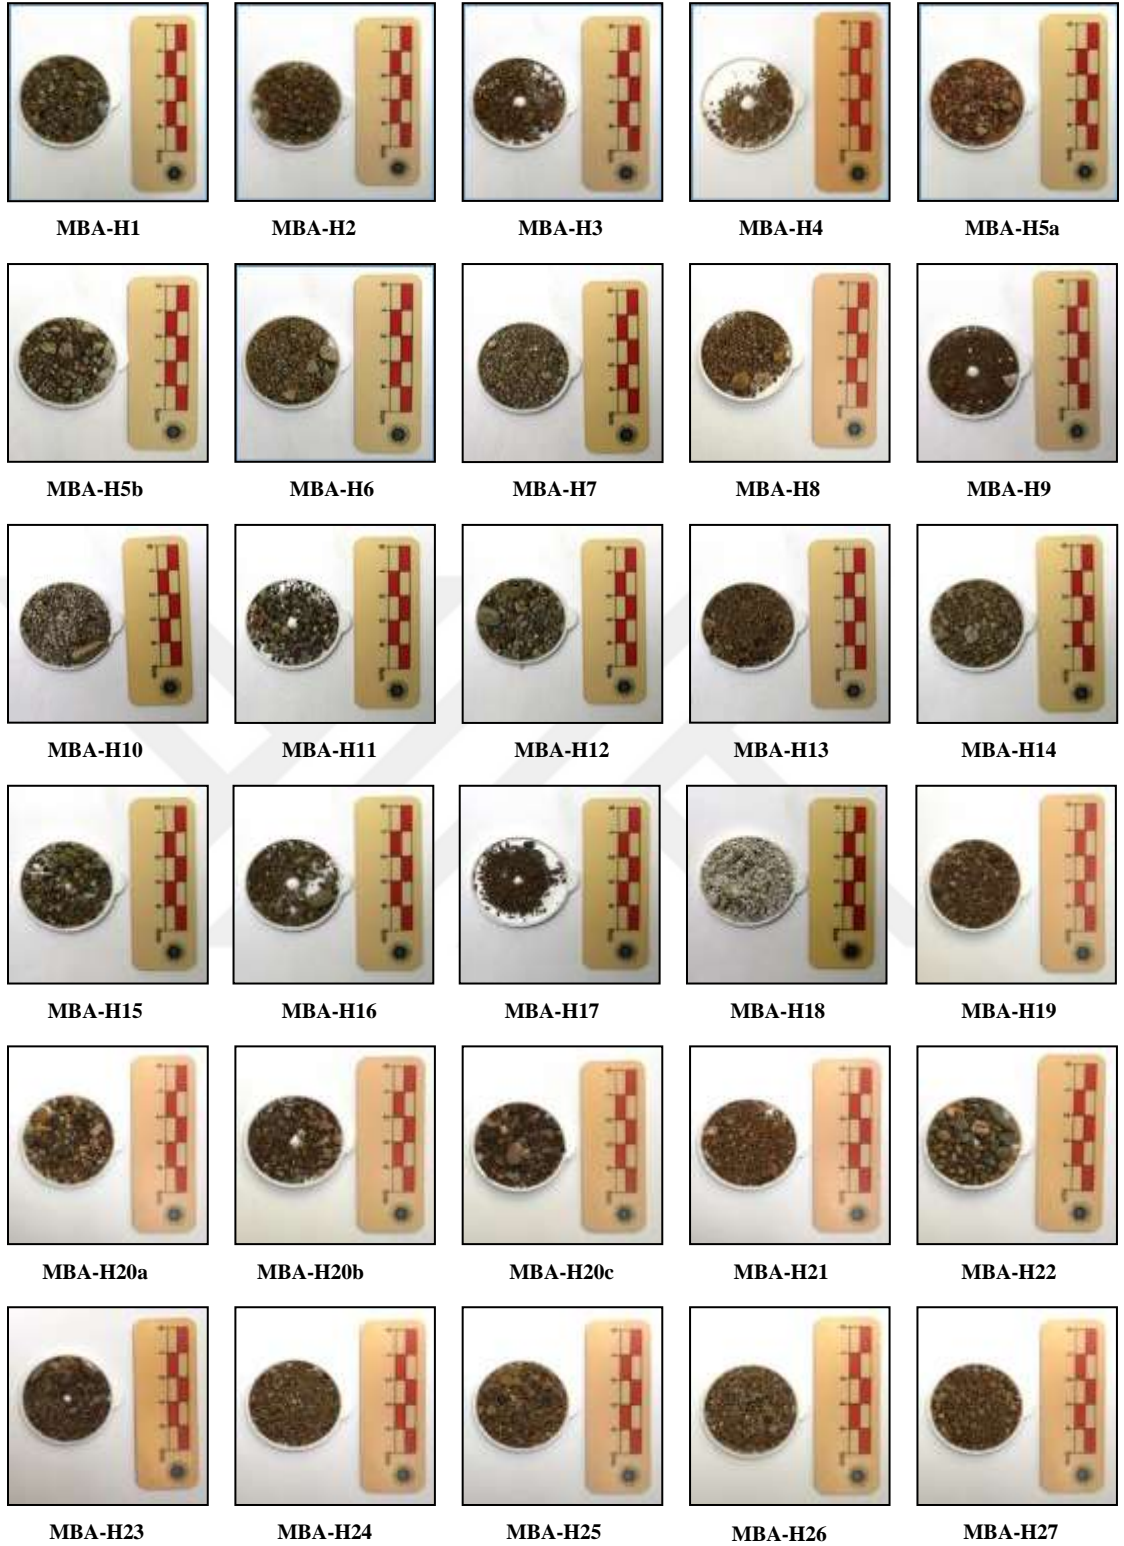 MBA-H1 MBA-H2 MBA-H3 MBA-H4 MBA-H5a
MBA-H5b MBA-H6 MBA-H7 MBA-H8 MBA-H9
MBA-H10 MBA-H11 MBA-H12 MBA-H13 MBA-H14
MBA-H15 MBA-H16 MBA-H17 MBA-H18 MBA-H19
MBA-H20a MBA-H20b MBA-H20c MBA-H21 MBA-H22
MBA-H23 MBA-H24 MBA-H25 MBA-H26 MBA-H27